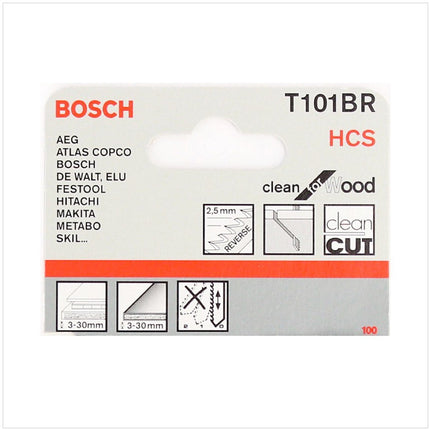 BOSCH
T101BR
HCS
AEG
ATLAS COPCO
BOSCH
DE WALT, ELU
FESTOOL
HITACHI
MAKITA
METABO
SKIL...
clean for Wood
2,5 mm
REVERSE
clean
CUT
3-30mm
3-30mm
100